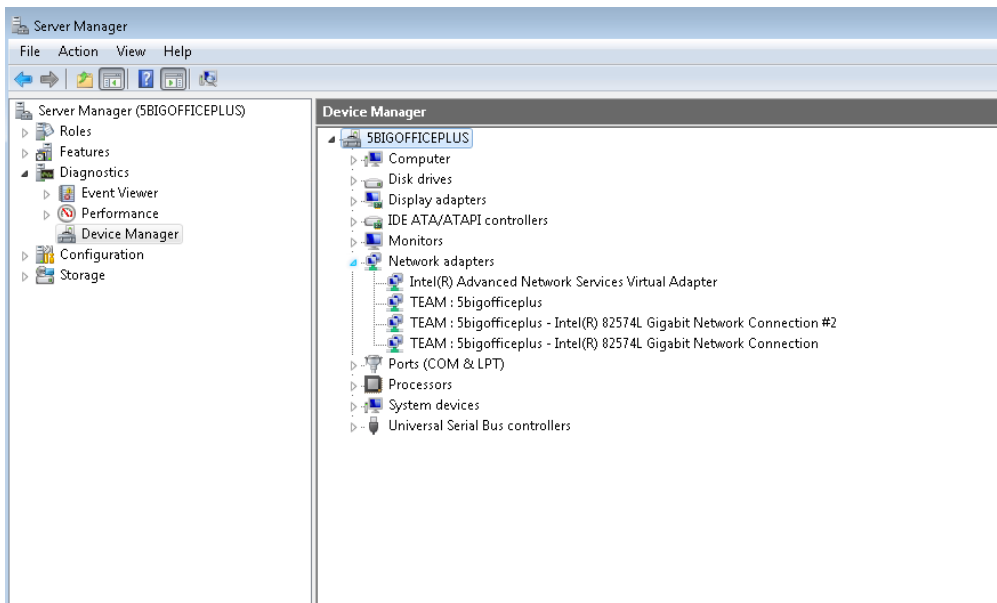 Server Manager
File Action View Help
Server Manager (5BIGOFFICEPLUS)
Roles
Features
Diagnostics
Event Viewer
Performance
Device Manager
Configuration
Storage
Device Manager
5BIGOFFICEPLUS
Computer
Disk drives
Display adapters
IDE ATA/ATAPI controllers
Monitors
Network adapters
Intel(R) Advanced Network Services Virtual Adapter
TEAM : 5bigofficeplus
TEAM : 5bigofficeplus - Intel(R) 82574L Gigabit Network Connection #2
TEAM : 5bigofficeplus - Intel(R) 82574L Gigabit Network Connection
Ports (COM & LPT)
Processors
System devices
Universal Serial Bus controllers